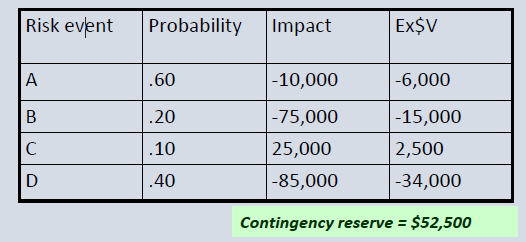 Risk event Probability Impact Ex$V
A .60 -10,000 -6,000
B .20 -75,000 -15,000
C .10 25,000 2,500
D .40 -85,000 -34,000
Contingency reserve = $52,500